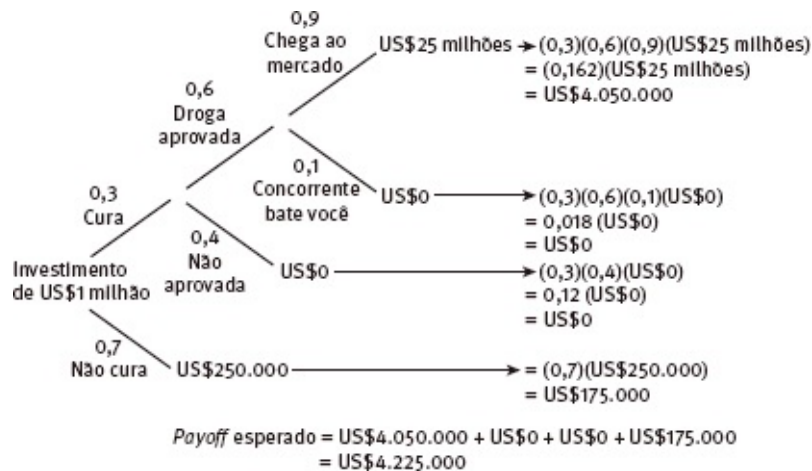 0,9
Chega ao
mercado
US$25 milhões
(0,3)(0,6)(0,9)(US$25 milhões)
= (0,162)(US$25 milhões)
= US$4.050.000
0,6
Droga
aprovada
0,1
Concorrente
bate você
US$0
(0,3)(0,6)(0,1)(US$0)
= 0,018 (US$0)
= US$0
0,3
Cura
0,4
Não
aprovada
US$0
(0,3)(0,4)(US$0)
= 0,12 (US$0)
= US$0
Investimento
de US$1 milhão
0,7
Não cura
US$250.000
= (0,7)(US$250.000)
= US$175.000
Payoff esperado = US$4.050.000 + US$0 + US$0 + US$175.000
= US$4.225.000